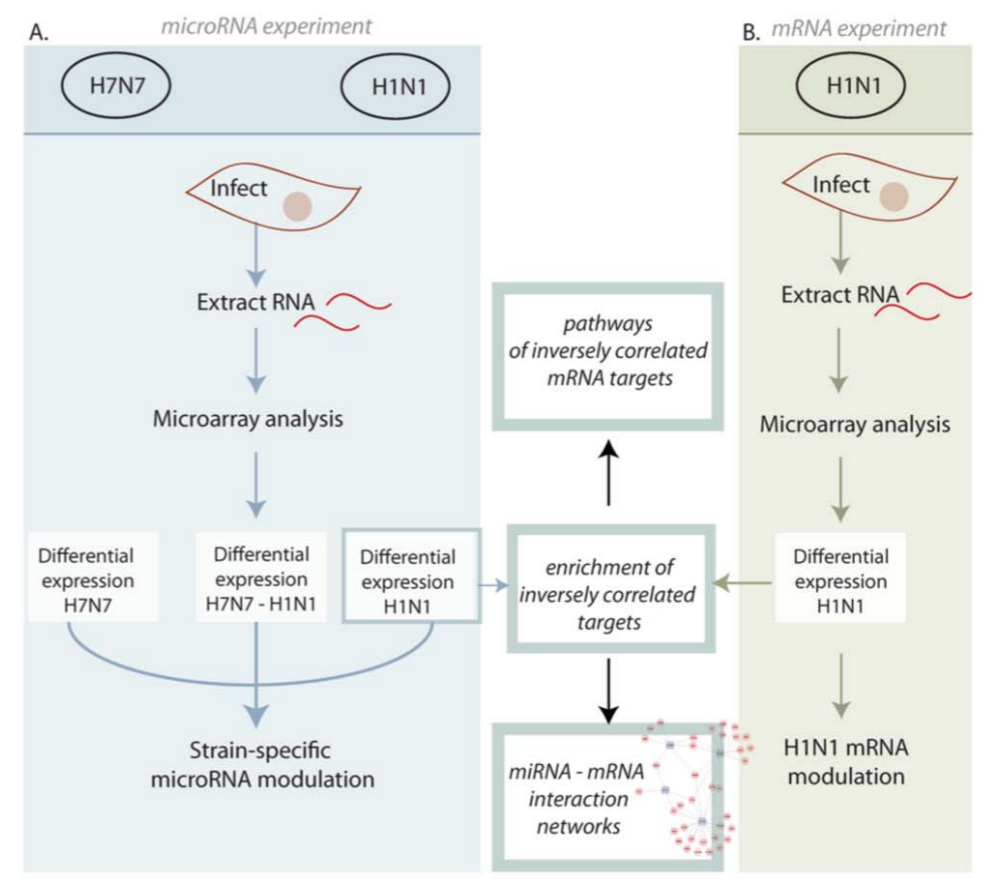 A.
microRNA experiment
H7N7
H1N1
Infect
Extract RNA
Microarray analysis
Differential
expression
H7N7
Differential
expression
H7N7 - H1N1
Differential
expression
H1N1
Strain-specific
microRNA modulation
pathways
of inversely correlated
mRNA targets
enrichment of
inversely correlated
targets
miRNA - mRNA
interaction
networks
B.
mRNA experiment
H1N1
Infect
Extract RNA
Microarray analysis
Differential
expression
H1N1
H1N1 mRNA
modulation